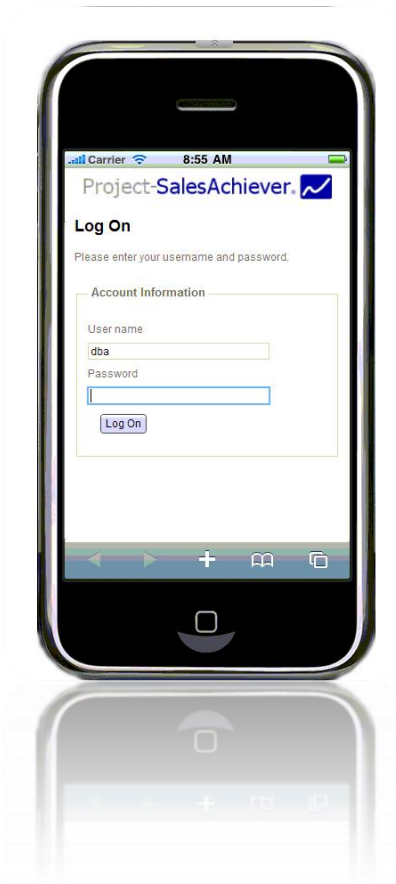 Carrier 8:55 AM
Project-SalesAchiever.
Log On
Please enter your username and password.
Account Information
User name
dba
Password
Log On